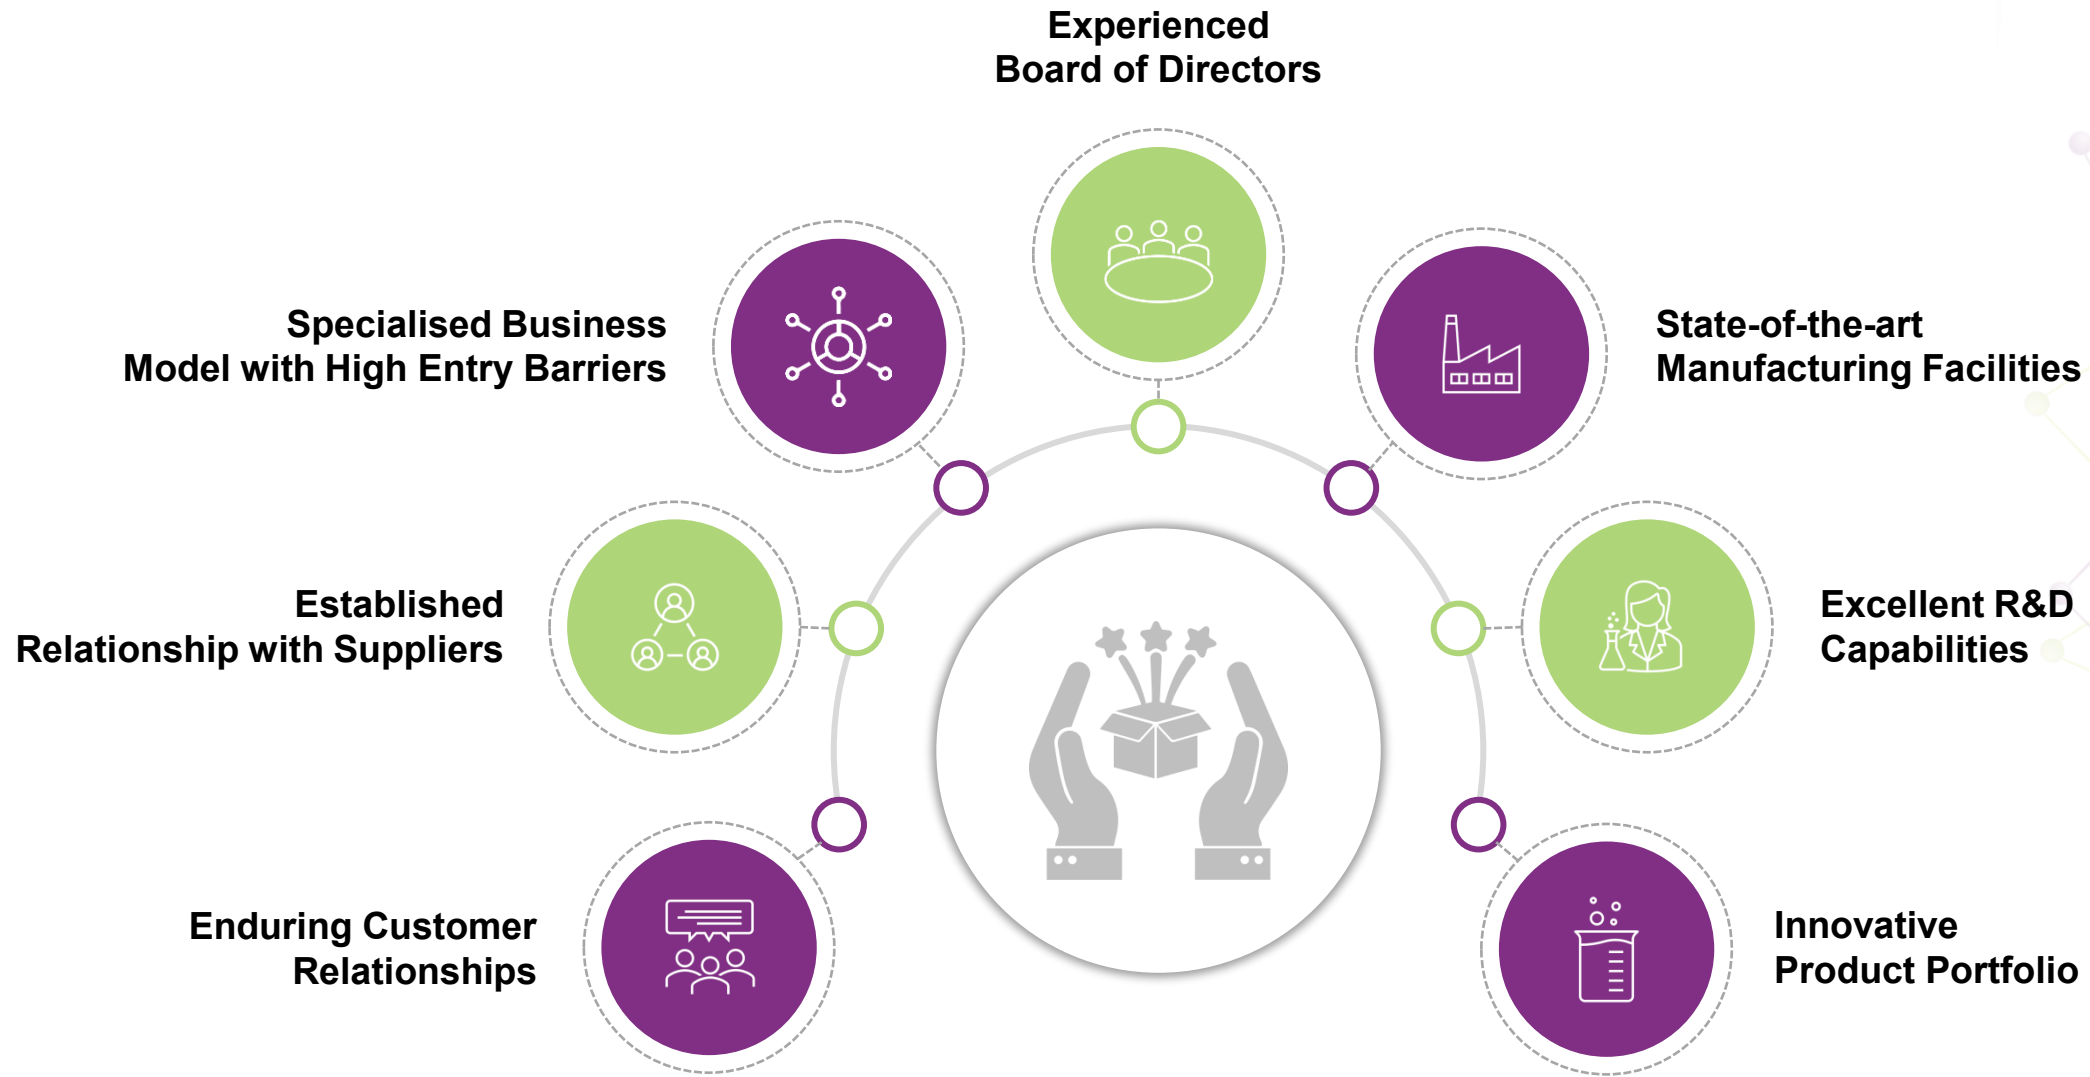 Experienced
Board of Directors
Specialised Business
Model with High Entry Barriers
State-of-the-art
Manufacturing Facilities
Established
Relationship with Suppliers
Excellent R&D
Capabilities
Enduring Customer
Relationships
Innovative
Product Portfolio